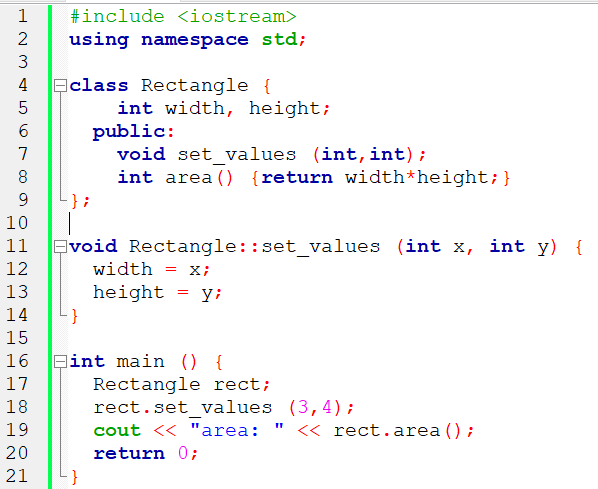 1 #include <iostream>
2 using namespace std;
3
4 class Rectangle {
5     int width, height;
6   public:
7     void set_values (int,int);
8     int area() {return width*height;}
9 };
10
11 void Rectangle::set_values (int x, int y) {
12   width = x;
13   height = y;
14 }
15
16 int main () {
17   Rectangle rect;
18   rect.set_values (3,4);
19   cout << "area: " << rect.area();
20   return 0;
21 }